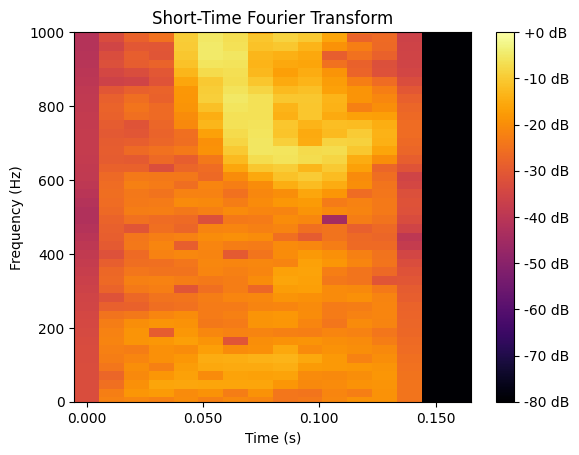 Short-Time Fourier Transform
Frequency (Hz)
1000
800
600
400
200
0
0.000
0.050
0.100
0.150
Time (s)
+0 dB
-10 dB
-20 dB
-30 dB
-40 dB
-50 dB
-60 dB
-70 dB
-80 dB